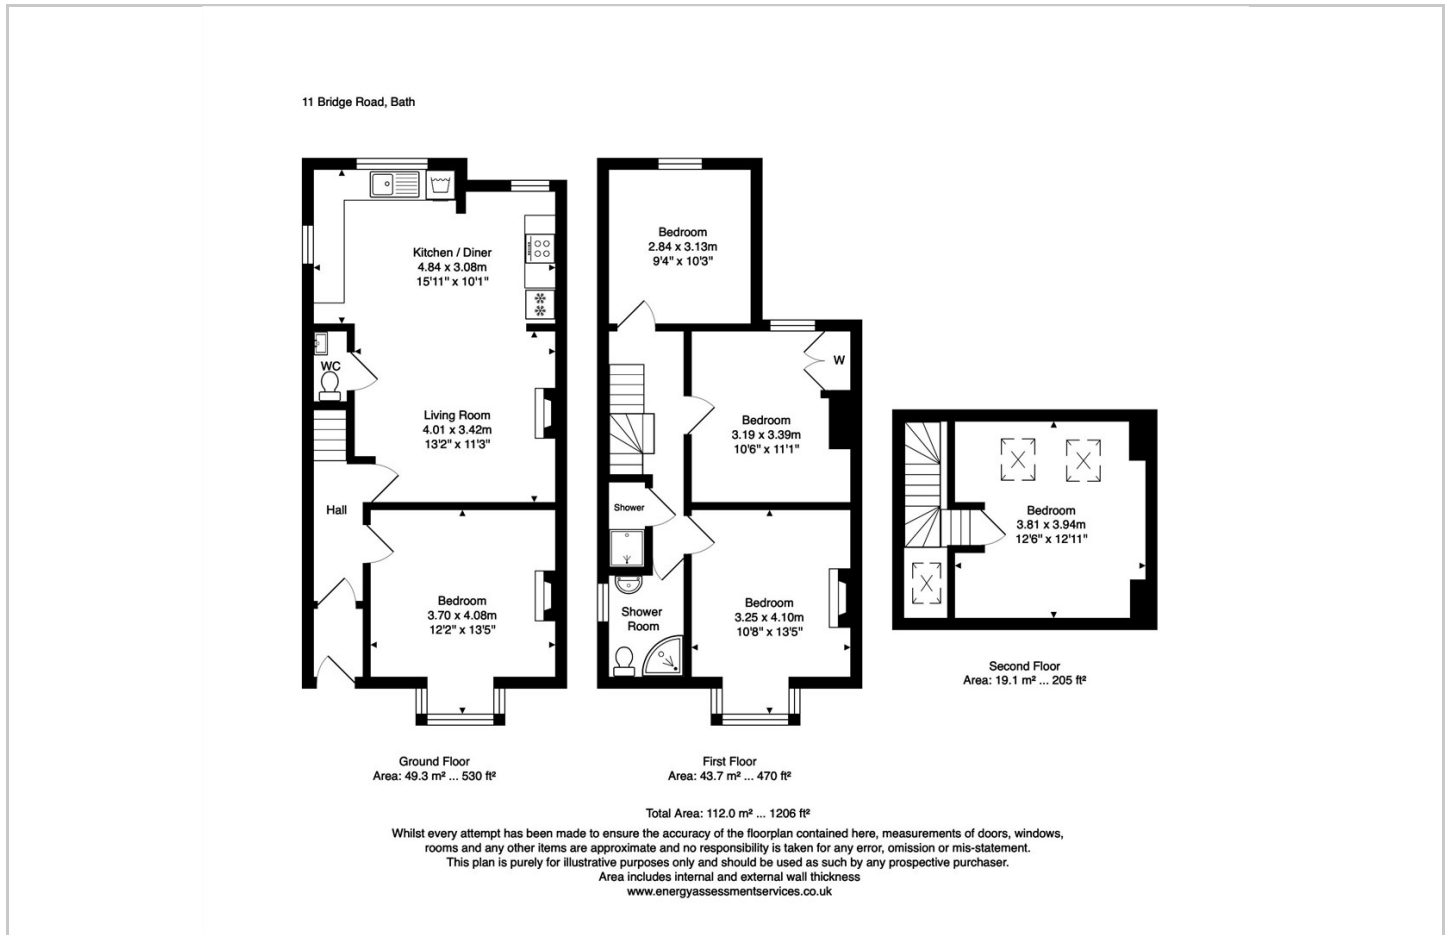 11 Bridge Road, Bath
Kitchen / Diner
4.84 x 3.08m
15'11" x 10'1"
WC
Living Room
4.01 x 3.42m
13'2" x 11'3"
Hall
Bedroom
3.70 x 4.08m
12'2" x 13'5"
Ground Floor
Area: 49.3 m² ... 530 ft²
Bedroom
2.84 x 3.13m
9'4" x 10'3"
W
Bedroom
3.19 x 3.39m
10'6" x 11'1"
Shower
Shower
Room
Bedroom
3.25 x 4.10m
10'8" x 13'5"
First Floor
Area: 43.7 m² ... 470 ft²
Bedroom
3.81 x 3.94m
12'6" x 12'11"
Second Floor
Area: 19.1 m² ... 205 ft²
Total Area: 112.0 m² ... 1206 ft²
Whilst every attempt has been made to ensure the accuracy of the floorplan contained here, measurements of doors, windows,
rooms and any other items are approximate and no responsibility is taken for any error, omission or mis-statement.
This plan is purely for illustrative purposes only and should be used as such by any prospective purchaser.
Area includes internal and external wall thickness
www.energyassessmentservices.co.uk